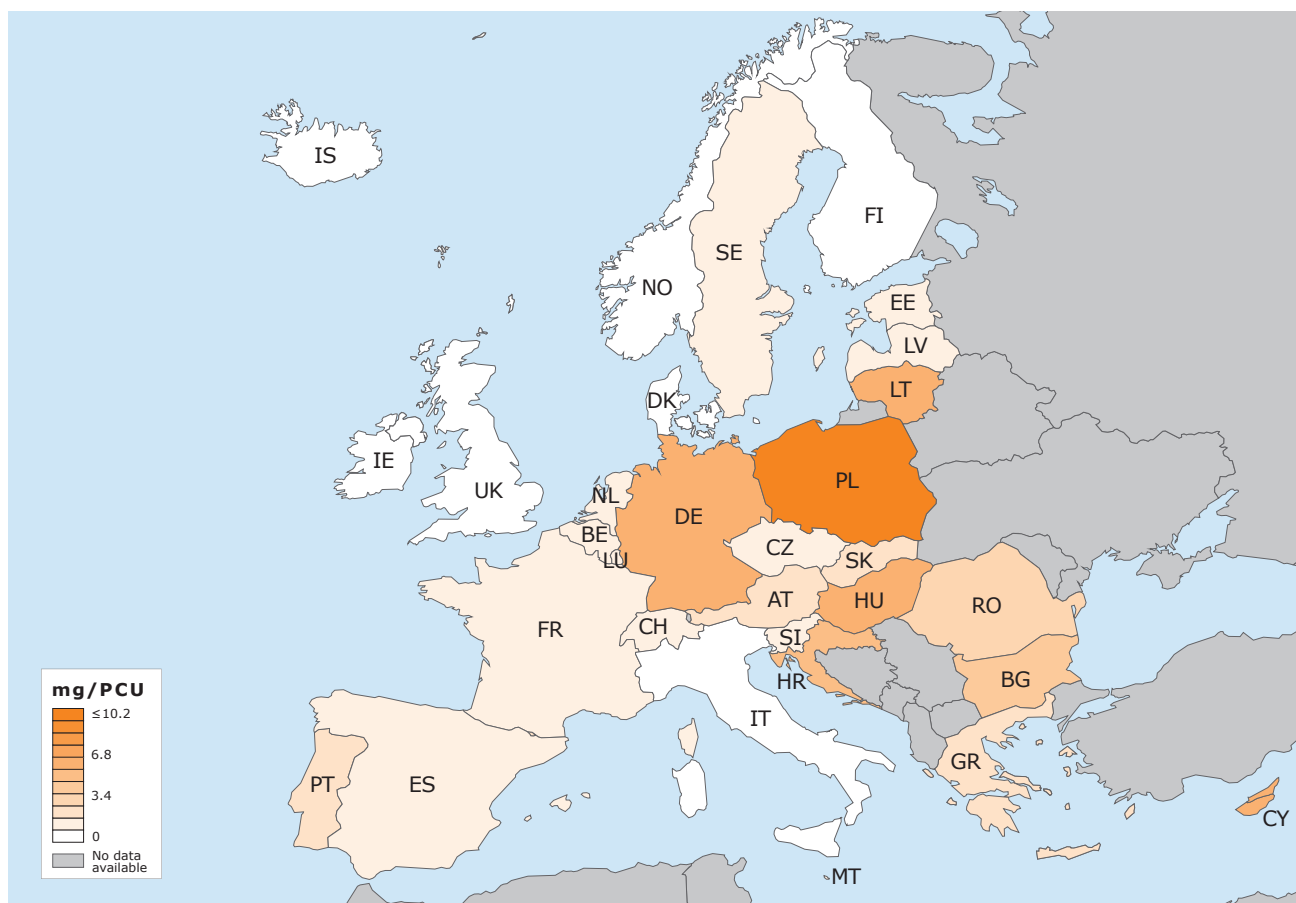 IS
FI
SE
NO
EE
LV
LT
DK
IE
UK
NL
PL
DE
BE
CZ
LU
SK
AT
HU
RO
FR
CH
SI
HR
BG
IT
GR
PT
ES
CY
MT
mg/PCU
≤10.2
6.8
3.4
0
No data
available